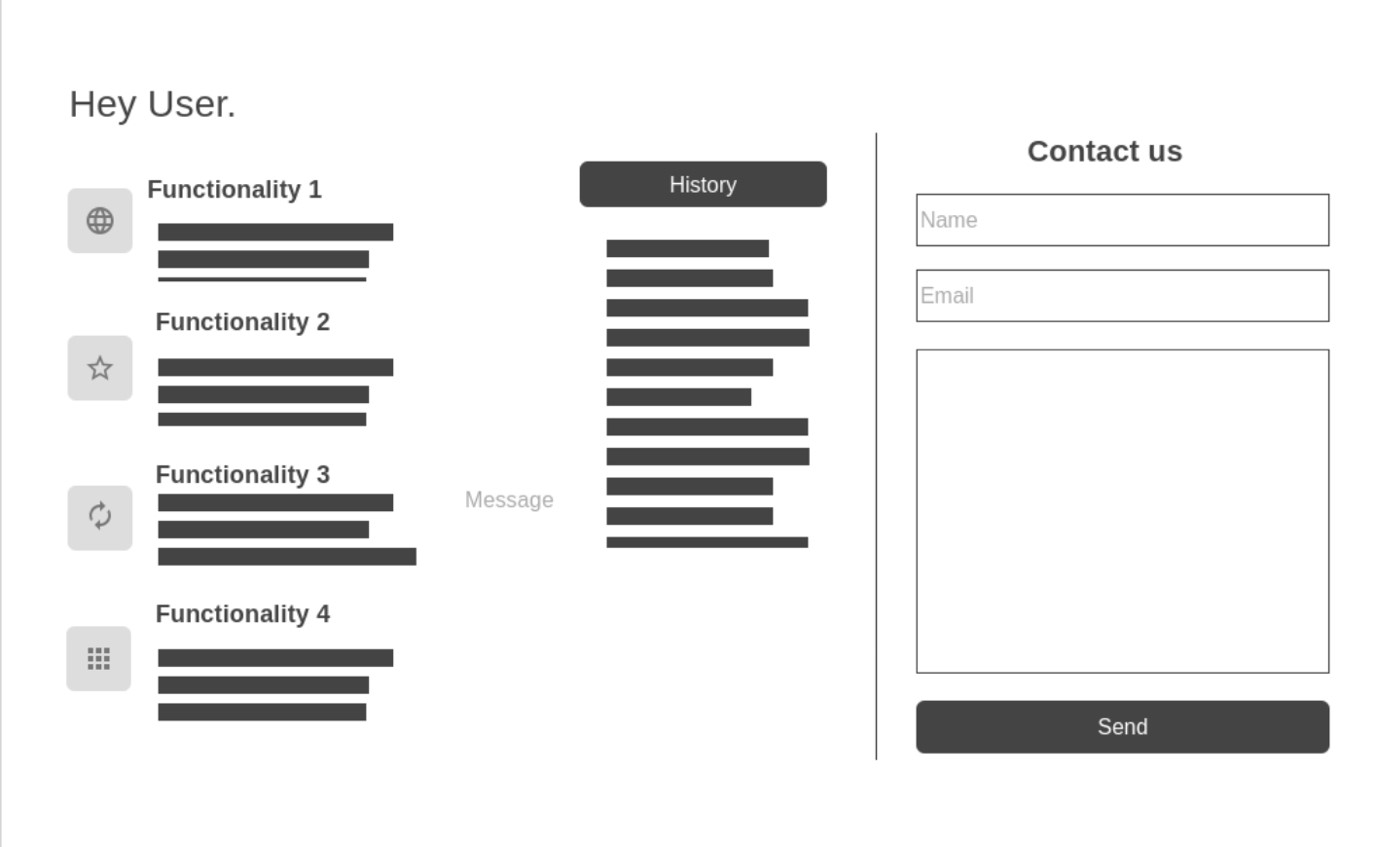 Hey User.
Functionality 1
Functionality 2
Functionality 3
Functionality 4
Message
History
Contact us
Name
Email
Send